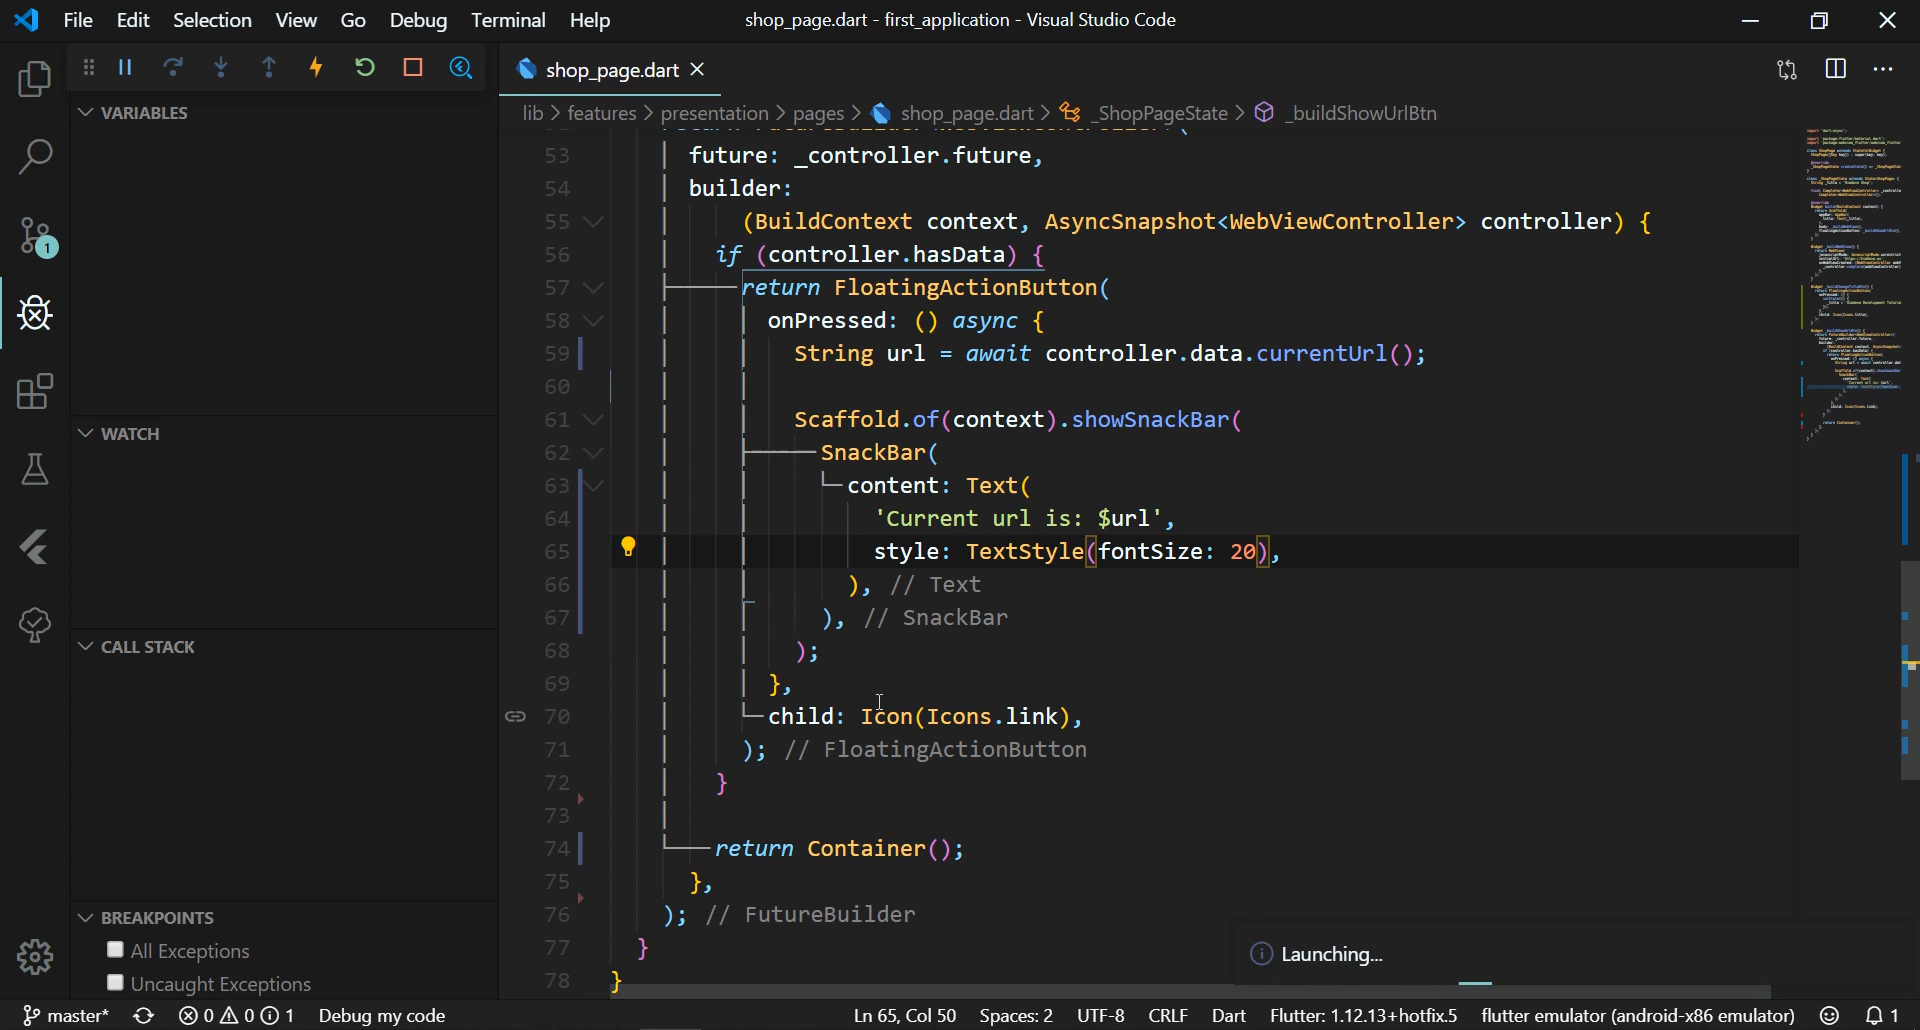 File Edit Selection View Go Debug Terminal Help shop_page.dart - first_application - Visual Studio Code
shop_page.dart
lib > features > presentation > pages > shop_page.dart > _ShopPageState > _buildShowUrlBtn
VARIABLES
WATCH
CALL STACK
BREAKPOINTS
All Exceptions
Uncaught Exceptions
1
53 future: _controller.future,
54 builder:
55 (BuildContext context, AsyncSnapshot<WebViewController> controller) {
56 if (controller.hasData) {
57 return FloatingActionButton(
58 onPressed: () async {
59 String url = await controller.data.currentUrl();
60
61 Scaffold.of(context).showSnackBar(
62 SnackBar(
63 content: Text(
64 'Current url is: $url',
65 style: TextStyle(fontSize: 20),
66 ), // Text
67 ), // SnackBar
68 );
69 },
70 child: Icon(Icons.link),
71 ); // FloatingActionButton
72 }
73
74 return Container();
75 },
76 ); // FutureBuilder
77 }
78 }
Launching...
master* 0 0 1 Debug my code Ln 65, Col 50 Spaces: 2 UTF-8 CRLF Dart Flutter: 1.12.13+hotfix.5 flutter emulator (android-x86 emulator) 1